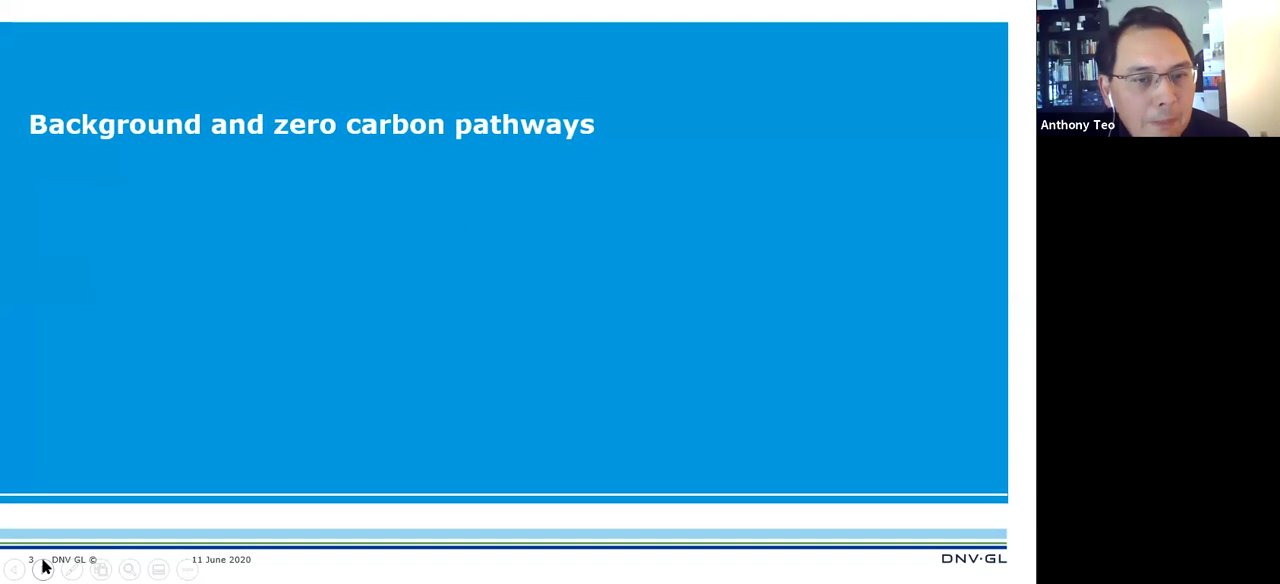 Background and zero carbon pathways
Anthony Teo
3 DNV GL © 11 June 2020
DNV·GL